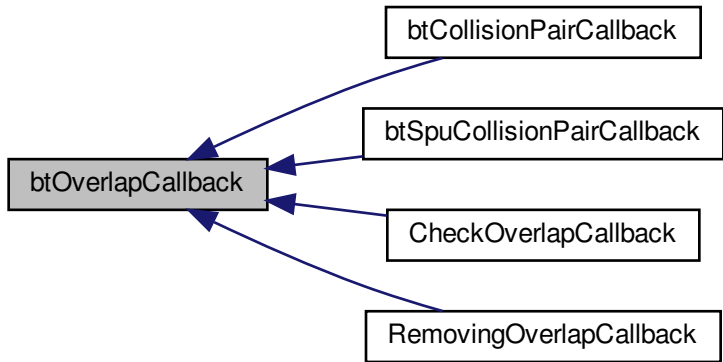 btCollisionPairCallback
btSpuCollisionPairCallback
btOverlapCallback
CheckOverlapCallback
RemovingOverlapCallback